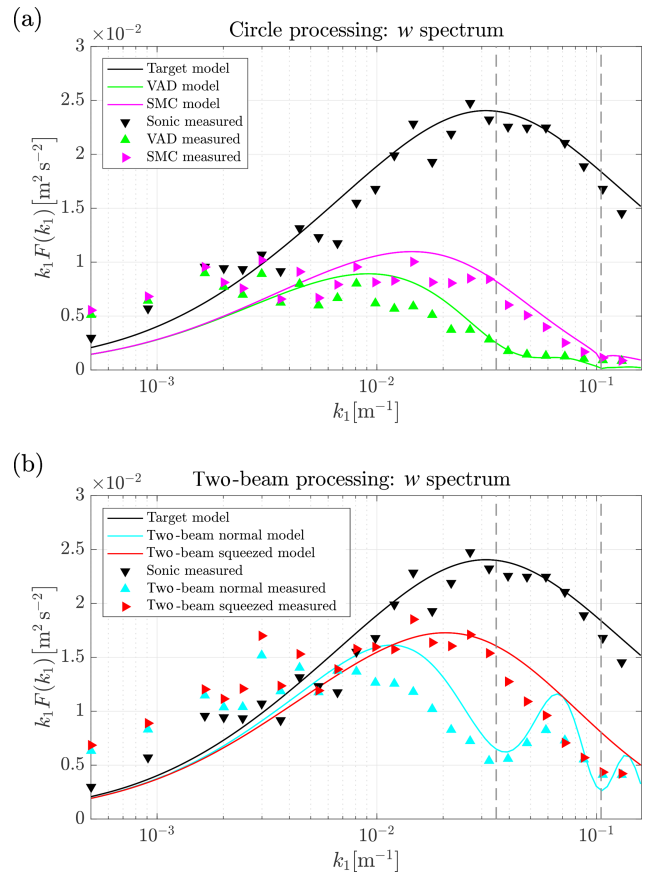 (a)
Circle processing: w spectrum
3 × 10⁻²
2.5
2
1.5
1
0.5
0
k₁F(k₁)[m² s⁻²]
Target model
VAD model
SMC model
Sonic measured
VAD measured
SMC measured
10⁻³ 10⁻² 10⁻¹
k₁[m⁻¹]
(b)
Two-beam processing: w spectrum
3 × 10⁻²
2.5
2
1.5
1
0.5
0
k₁F(k₁)[m² s⁻²]
Target model
Two-beam normal model
Two-beam squeezed model
Sonic measured
Two-beam normal measured
Two-beam squeezed measured
10⁻³ 10⁻² 10⁻¹
k₁[m⁻¹]